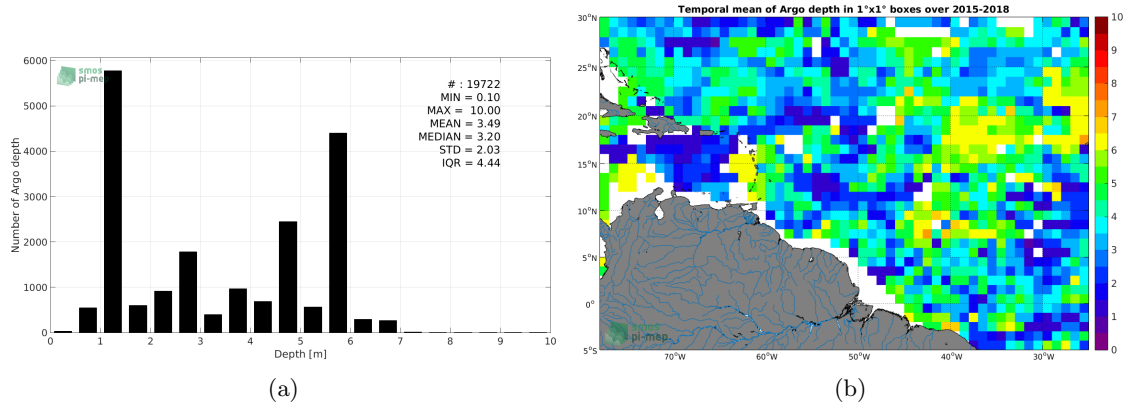 smos
pi-mep
# : 19722
MIN = 0.10
MAX = 10.00
MEAN = 3.49
MEDIAN = 3.20
STD = 2.03
IQR = 4.44
Number of Argo depth
6000
5000
4000
3000
2000
1000
0
0 1 2 3 4 5 6 7 8 9 10
Depth [m]
(a)
Temporal mean of Argo depth in 1°x1° boxes over 2015-2018
30°N
25°N
20°N
15°N
10°N
5°N
0°
5°S
70°W 60°W 50°W 40°W 30°W
smos
pi-mep
10
9
8
7
6
5
4
3
2
1
0
(b)